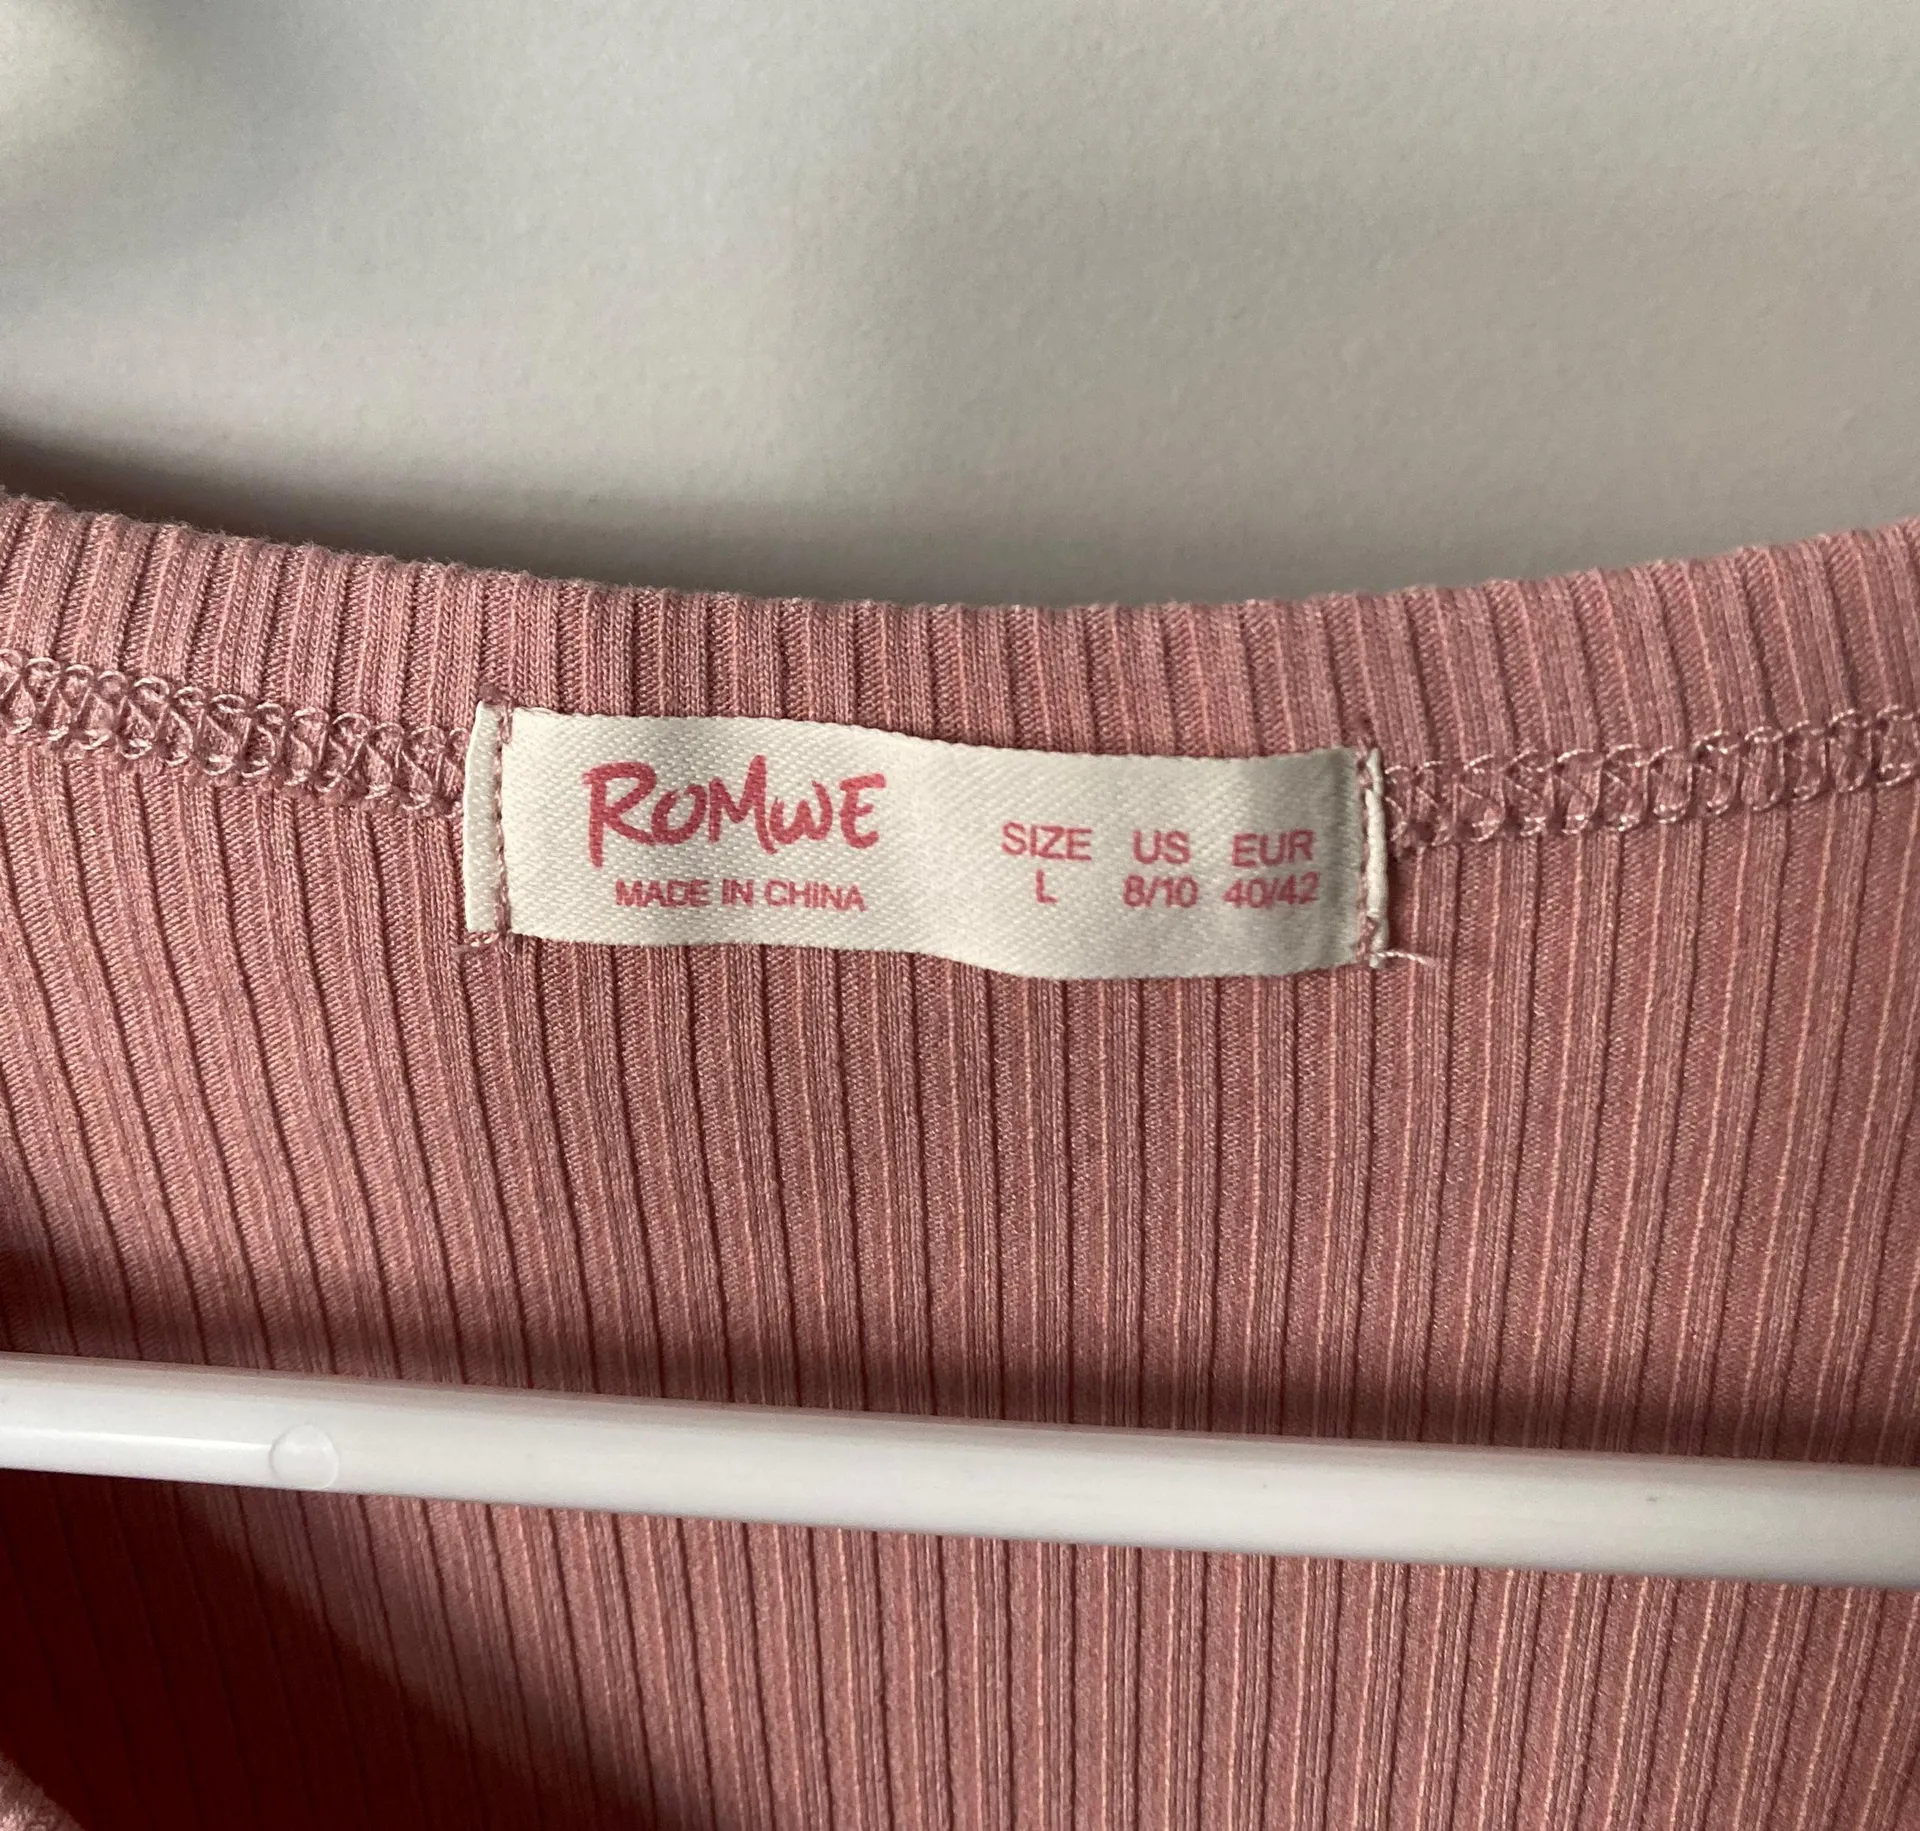 ROMWE
MADE IN CHINA
SIZE US EUR
L 8/10 40/42